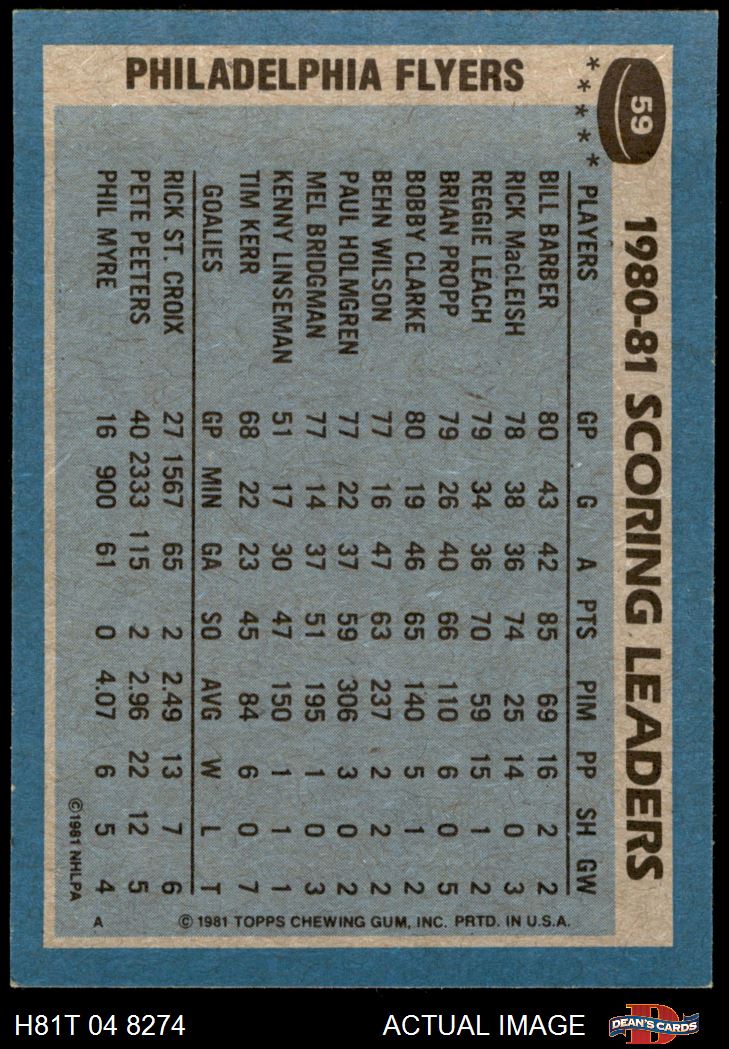 PHILADELPHIA FLYERS
59
★ ★ ★ ★ ★
1980-81 SCORING LEADERS
PLAYERS GP G A PTS PIM PP SH GW
BILL BARBER 80 43 42 85 69 16 2 2
RICK MacLEISH 78 38 36 74 25 14 0 3
REGGIE LEACH 79 34 36 70 59 15 1 2
BRIAN PROPP 79 26 40 66 110 6 0 5
BOBBY CLARKE 80 19 46 65 140 5 1 2
BEHN WILSON 77 16 47 63 237 2 2 2
PAUL HOLMGREN 77 22 37 59 306 3 0 2
MEL BRIDGMAN 77 14 37 51 195 1 0 3
KENNY LINSEMAN 51 17 30 47 150 1 1 1
TIM KERR 68 22 23 45 84 6 0 7
GOALIES GP MIN GA SO AVG W L T
RICK ST. CROIX 27 1567 65 2 2.49 13 7 6
PETE PEETERS 40 2333 115 2 2.96 22 12 5
PHIL MYRE 16 900 61 0 4.07 6 5 4
© 1981 NHLPA
A
© 1981 TOPPS CHEWING GUM, INC. PRTD. IN U.S.A.
H81T 04 8274 ACTUAL IMAGE
DEAN'S CARDS